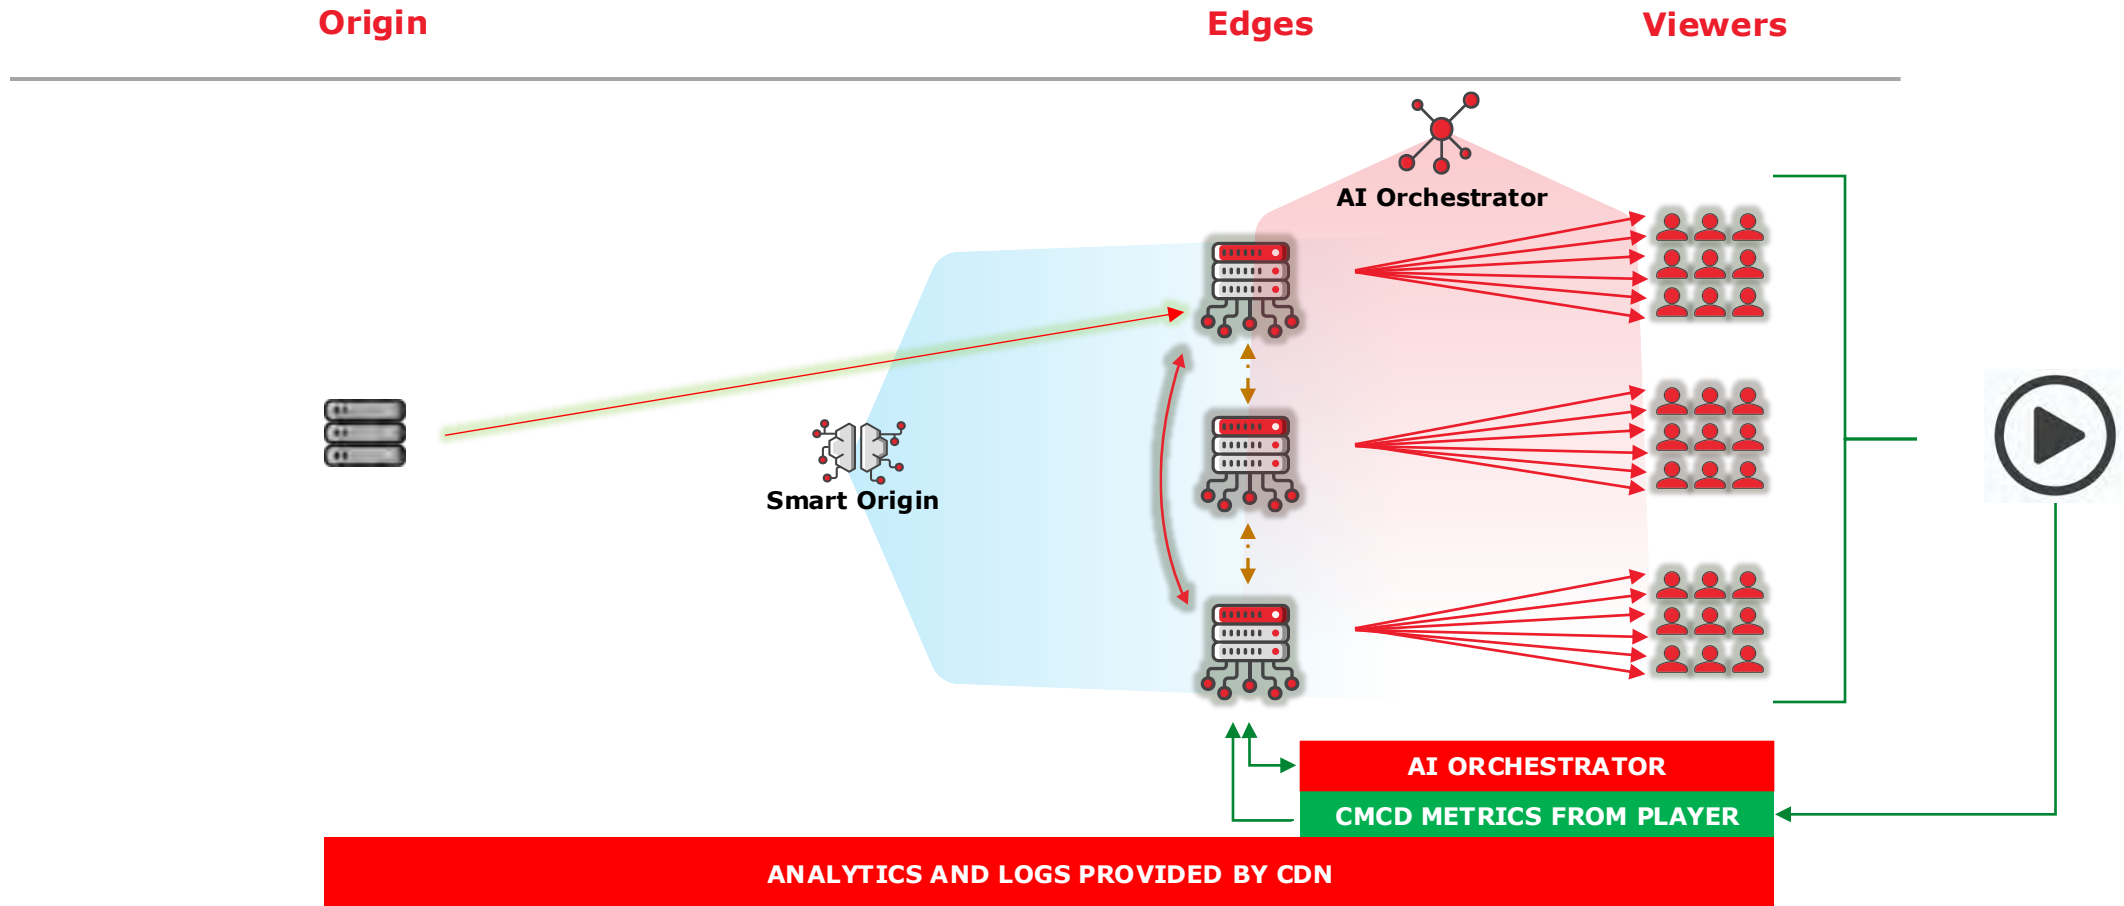 Origin
Edges
Viewers
AI Orchestrator
Smart Origin
AI ORCHESTRATOR
CMCD METRICS FROM PLAYER
ANALYTICS AND LOGS PROVIDED BY CDN